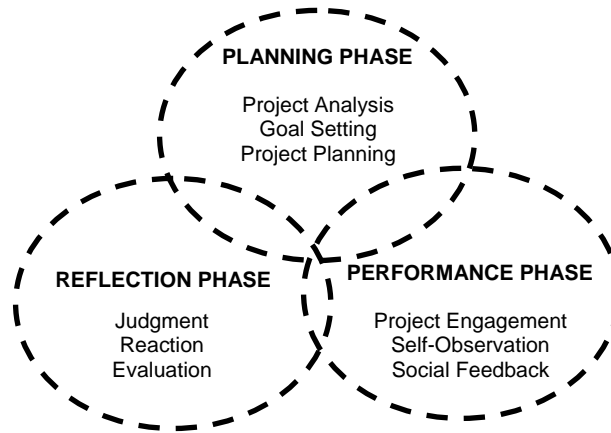 PLANNING PHASE
Project Analysis
Goal Setting
Project Planning
REFLECTION PHASE
Judgment
Reaction
Evaluation
PERFORMANCE PHASE
Project Engagement
Self-Observation
Social Feedback